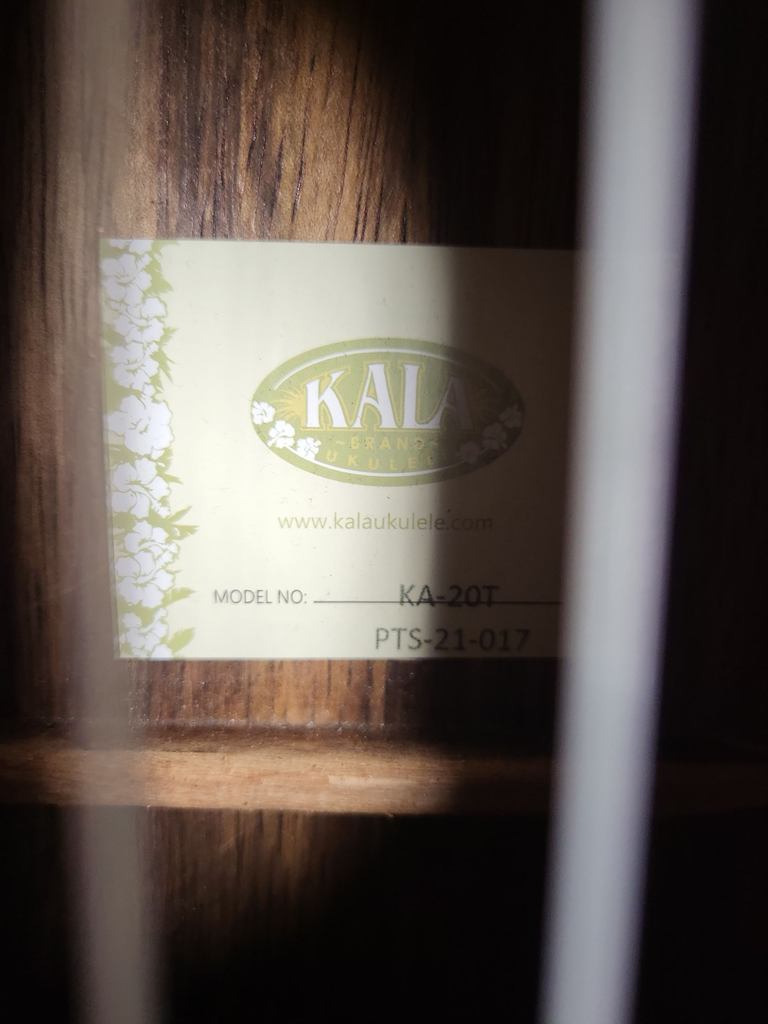 KALA
~BRAND~
UKULELE
www.kalaukulele.com
MODEL NO: KA-20T
PTS-21-017